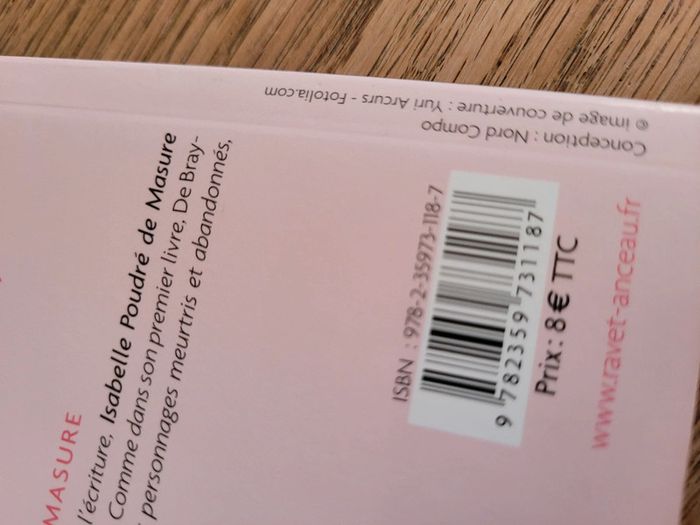 MASURE
l'écriture, Isabelle Poudré de Masure
Comme dans son premier livre, De Bray-
personnages meurtris et abandonnés,
ISBN : 978-2-35973-118-7
9 782359 731187
Prix : 8 € TTC
www.ravet-anceau.fr
Conception : Nord Compo
© image de couverture : Yuri Arcurs - Fotolia.com